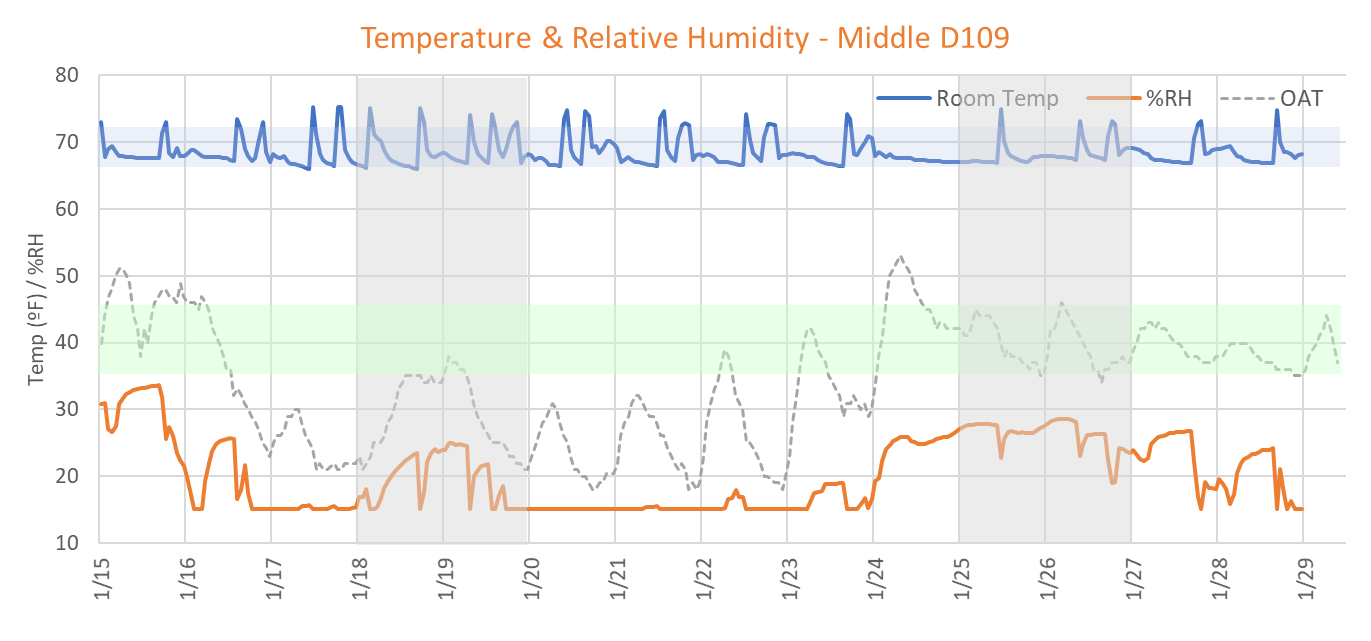 Temperature & Relative Humidity - Middle D109
Room Temp %RH OAT
Temp (ºF) / %RH
80
70
60
50
40
30
20
10
1/15 1/16 1/17 1/18 1/19 1/20 1/21 1/22 1/23 1/24 1/25 1/26 1/27 1/28 1/29